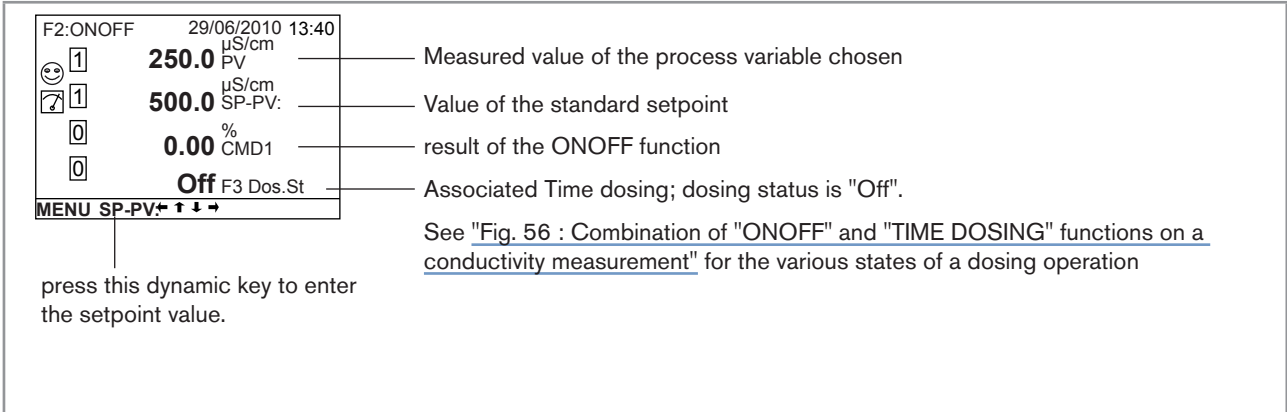 F2:ONOFF 29/06/2010 13:40
1 250.0 µS/cm PV
Measured value of the process variable chosen
1 500.0 µS/cm SP-PV:
Value of the standard setpoint
0 0.00 % CMD1
result of the ONOFF function
0 Off F3 Dos.St
Associated Time dosing; dosing status is "Off".
MENU SP-PV:← ↑ ↓ →
See "Fig. 56 : Combination of "ONOFF" and "TIME DOSING" functions on a
conductivity measurement" for the various states of a dosing operation
press this dynamic key to enter
the setpoint value.